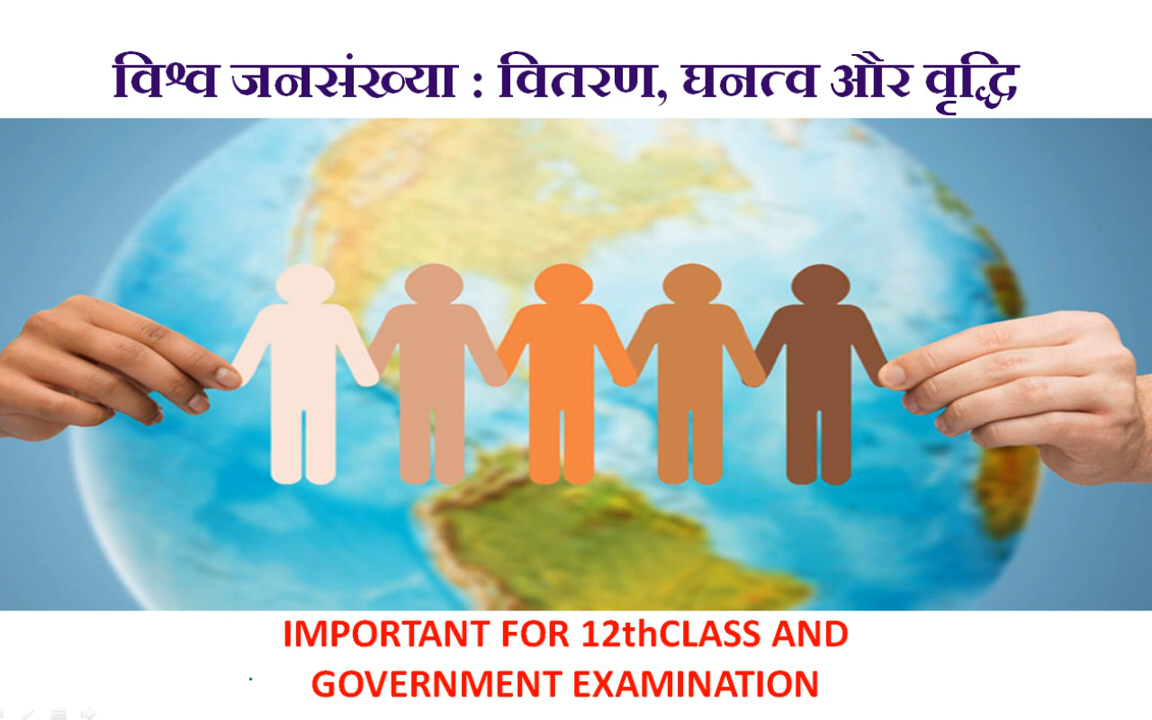 विश्व जनसंख्या : वितरण, घनत्व और वृद्धि
IMPORTANT FOR 12thCLASS AND
GOVERNMENT EXAMINATION